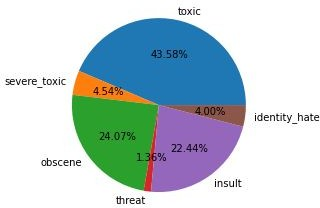 toxic
43.58%
severe_toxic
4.54%
4.00%
identity_hate
24.07%
1.36%
22.44%
obscene
insult
threat